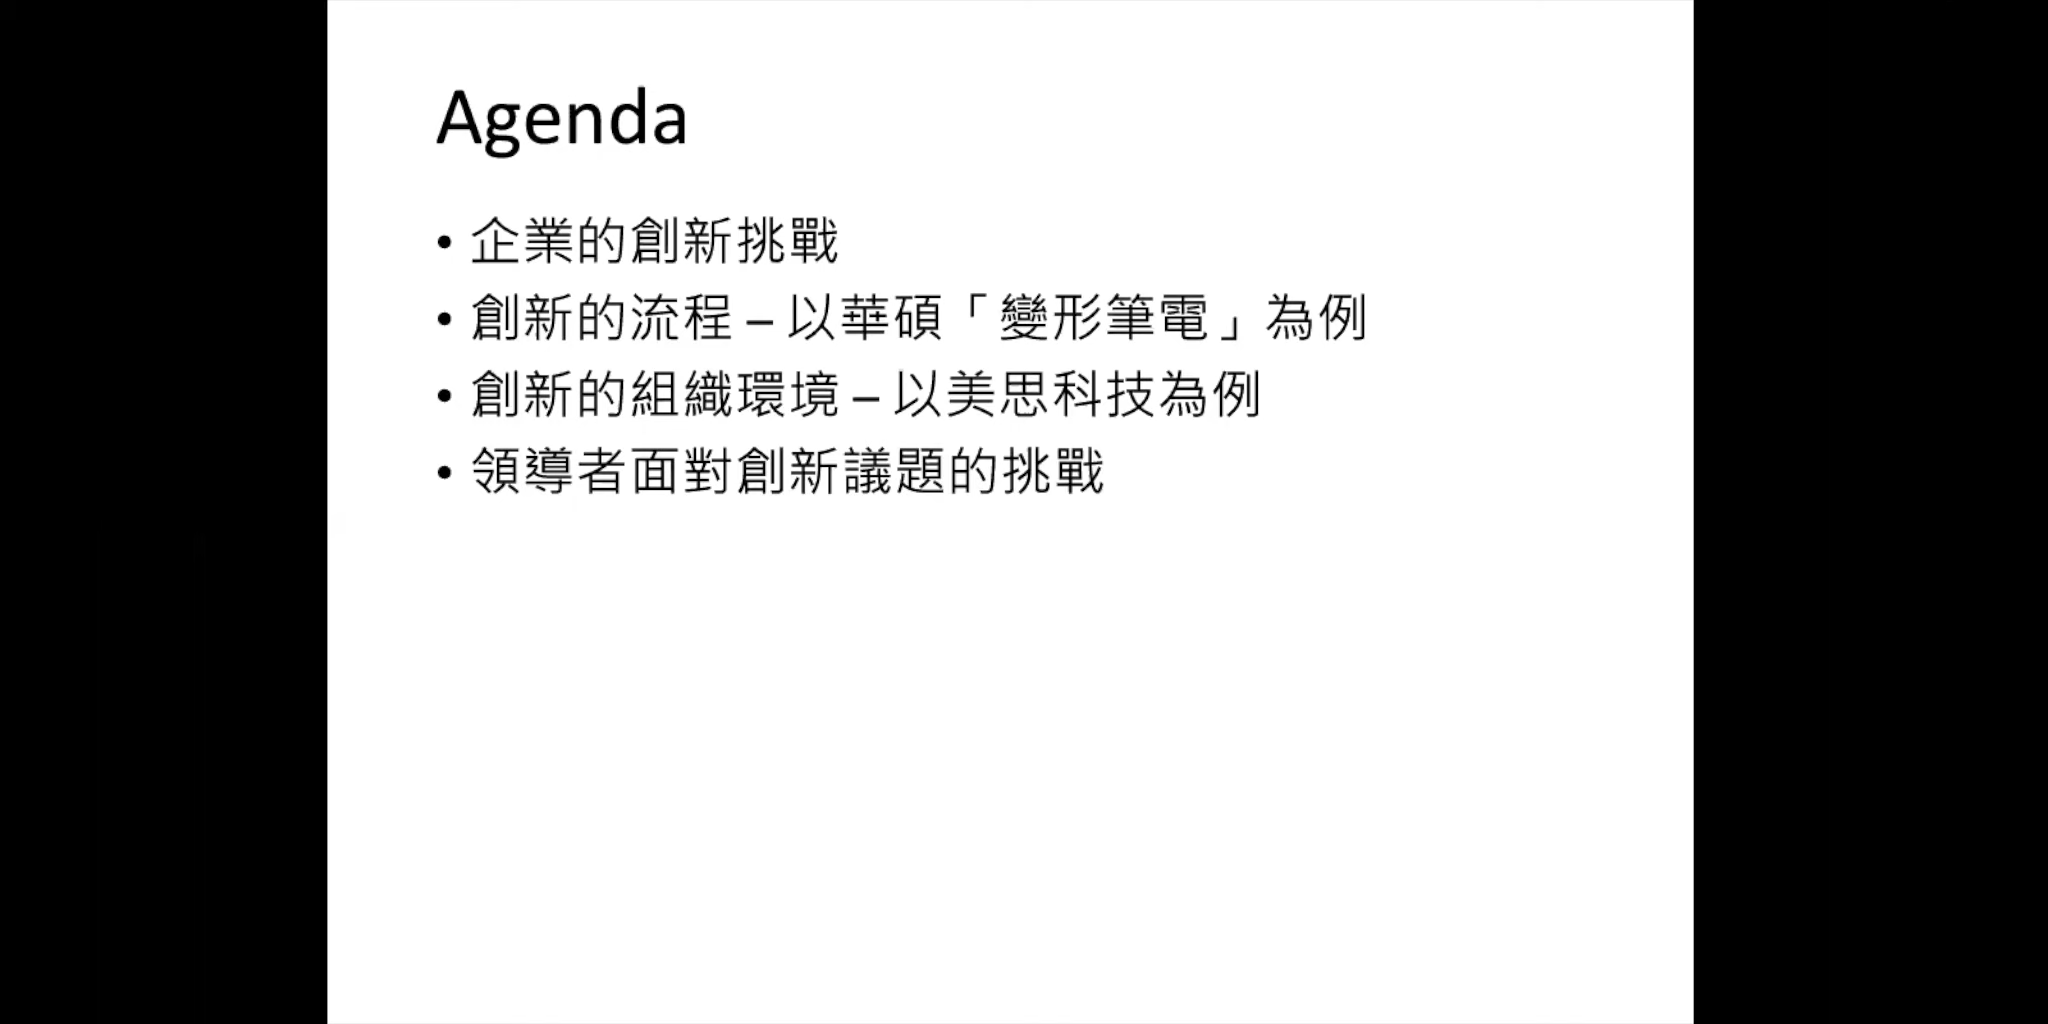 Agenda
• 企業的創新挑戰
• 創新的流程 – 以華碩「變形筆電」為例
• 創新的組織環境 – 以美思科技為例
• 領導者面對創新議題的挑戰